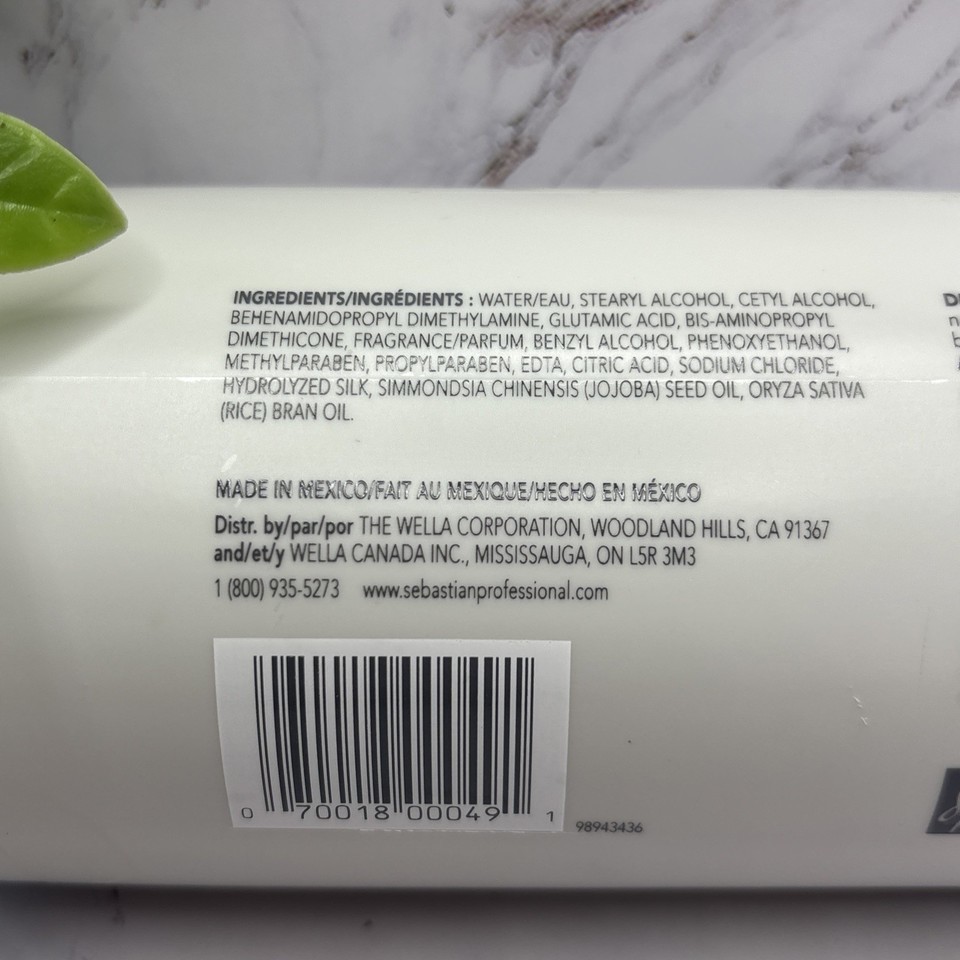 INGREDIENTS/INGRÉDIENTS : WATER/EAU, STEARYL ALCOHOL, CETYL ALCOHOL,
BEHENAMIDOPROPYL DIMETHYLAMINE, GLUTAMIC ACID, BIS-AMINOPROPYL
DIMETHICONE, FRAGRANCE/PARFUM, BENZYL ALCOHOL, PHENOXYETHANOL,
METHYLPARABEN, PROPYLPARABEN, EDTA, CITRIC ACID, SODIUM CHLORIDE,
HYDROLYZED SILK, SIMMONDSIA CHINENSIS (JOJOBA) SEED OIL, ORYZA SATIVA
(RICE) BRAN OIL.
MADE IN MEXICO/FAIT AU MEXIQUE/HECHO EN MÉXICO
Distr. by/par/por THE WELLA CORPORATION, WOODLAND HILLS, CA 91367
and/et/y WELLA CANADA INC., MISSISSAUGA, ON L5R 3M3
1 (800) 935-5273 www.sebastianprofessional.com
0 70018 00049 1
98943436